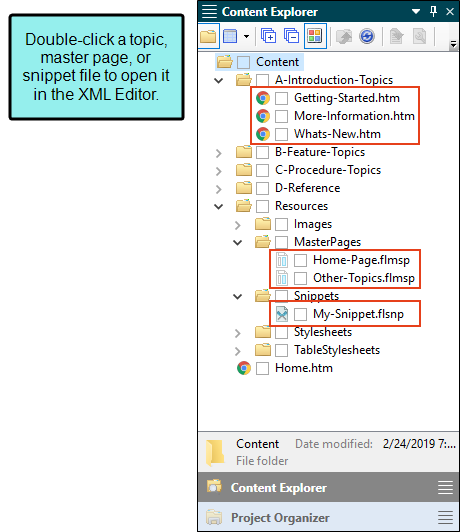 Double-click a topic,
master page, or
snippet file to open it
in the XML Editor.
Content Explorer
Content
A-Introduction-Topics
Getting-Started.htm
More-Information.htm
Whats-New.htm
B-Feature-Topics
C-Procedure-Topics
D-Reference
Resources
Images
MasterPages
Home-Page.flmsp
Other-Topics.flmsp
Snippets
My-Snippet.flsnp
Stylesheets
TableStylesheets
Home.htm
Content Date modified: 2/24/2019 7:...
File folder
Content Explorer
Project Organizer